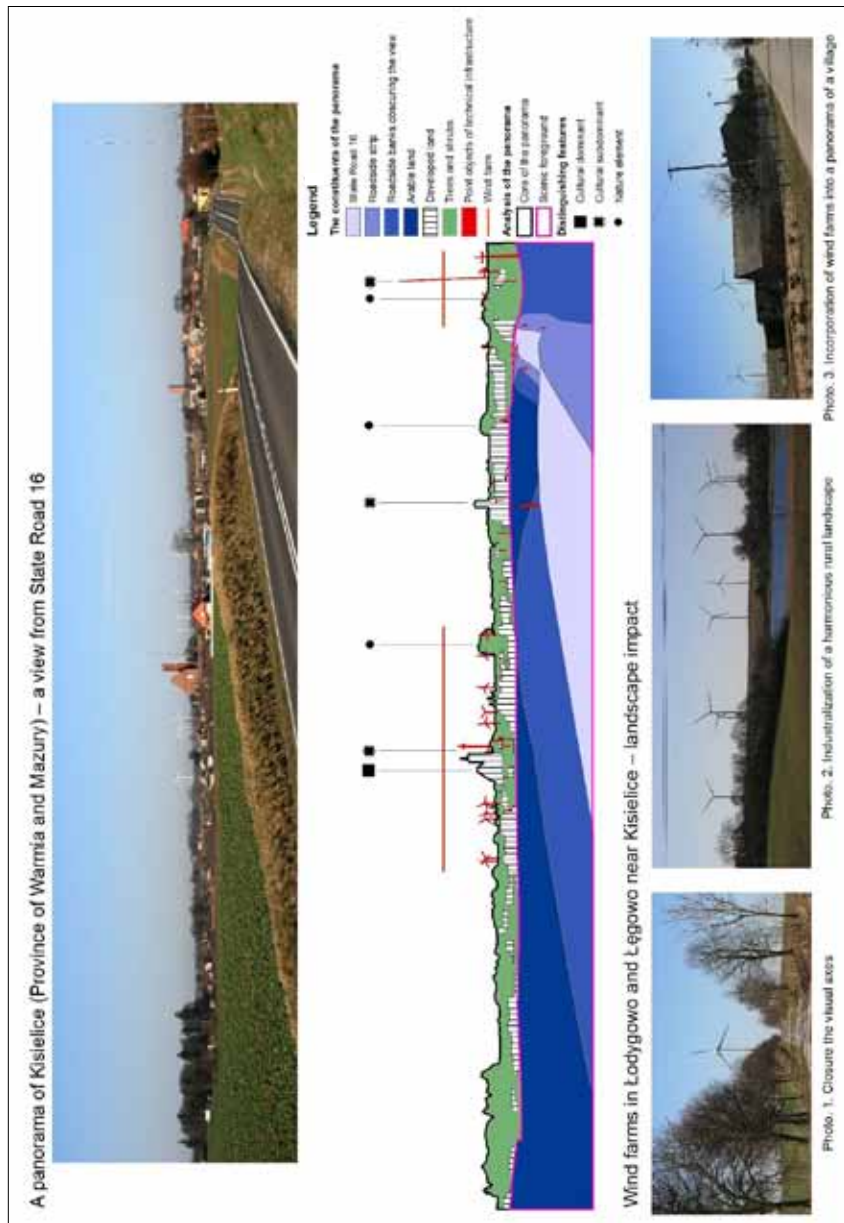 A panorama of Kisielice (Province of Warmia and Mazury) – a view from State Road 16
Legend
The constituents of the panorama
State Road 16
Roadside strip
Roadside banks obscuring the view
Arable land
Developed land
Trees and shrubs
Point objects of technical infrastructure
Wind farm
Analysis of the panorama
Core of the panorama
Scenic foreground
Distinguishing features
Cultural dominant
Cultural subdominant
Nature element
Wind farms in Łodygowo and Łęgowo near Kisielice – landscape impact
Photo. 1. Closure the visual axes
Photo. 2. Industrialization of a harmonious rural landscape
Photo. 3. Incorporation of wind farms into a panorama of a village